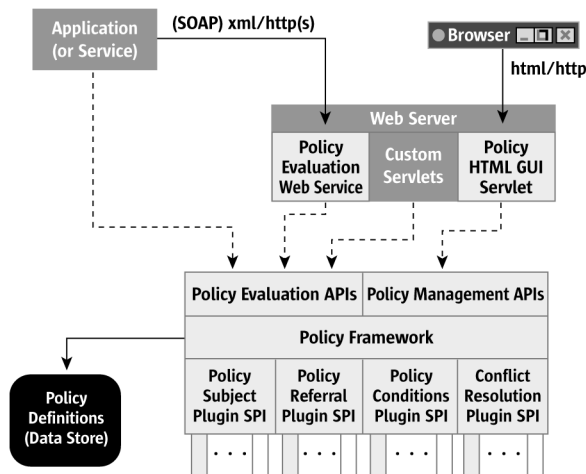 Application
(or Service)
(SOAP) xml/http(s)
Browser
html/http
Web Server
Policy
Evaluation
Web Service
Custom
Servlets
Policy
HTML GUI
Servlet
Policy Evaluation APIs
Policy Management APIs
Policy Framework
Policy
Subject
Plugin SPI
Policy
Referral
Plugin SPI
Policy
Conditions
Plugin SPI
Conflict
Resolution
Plugin SPI
Policy
Definitions
(Data Store)
. . .
. . .
. . .
. . .